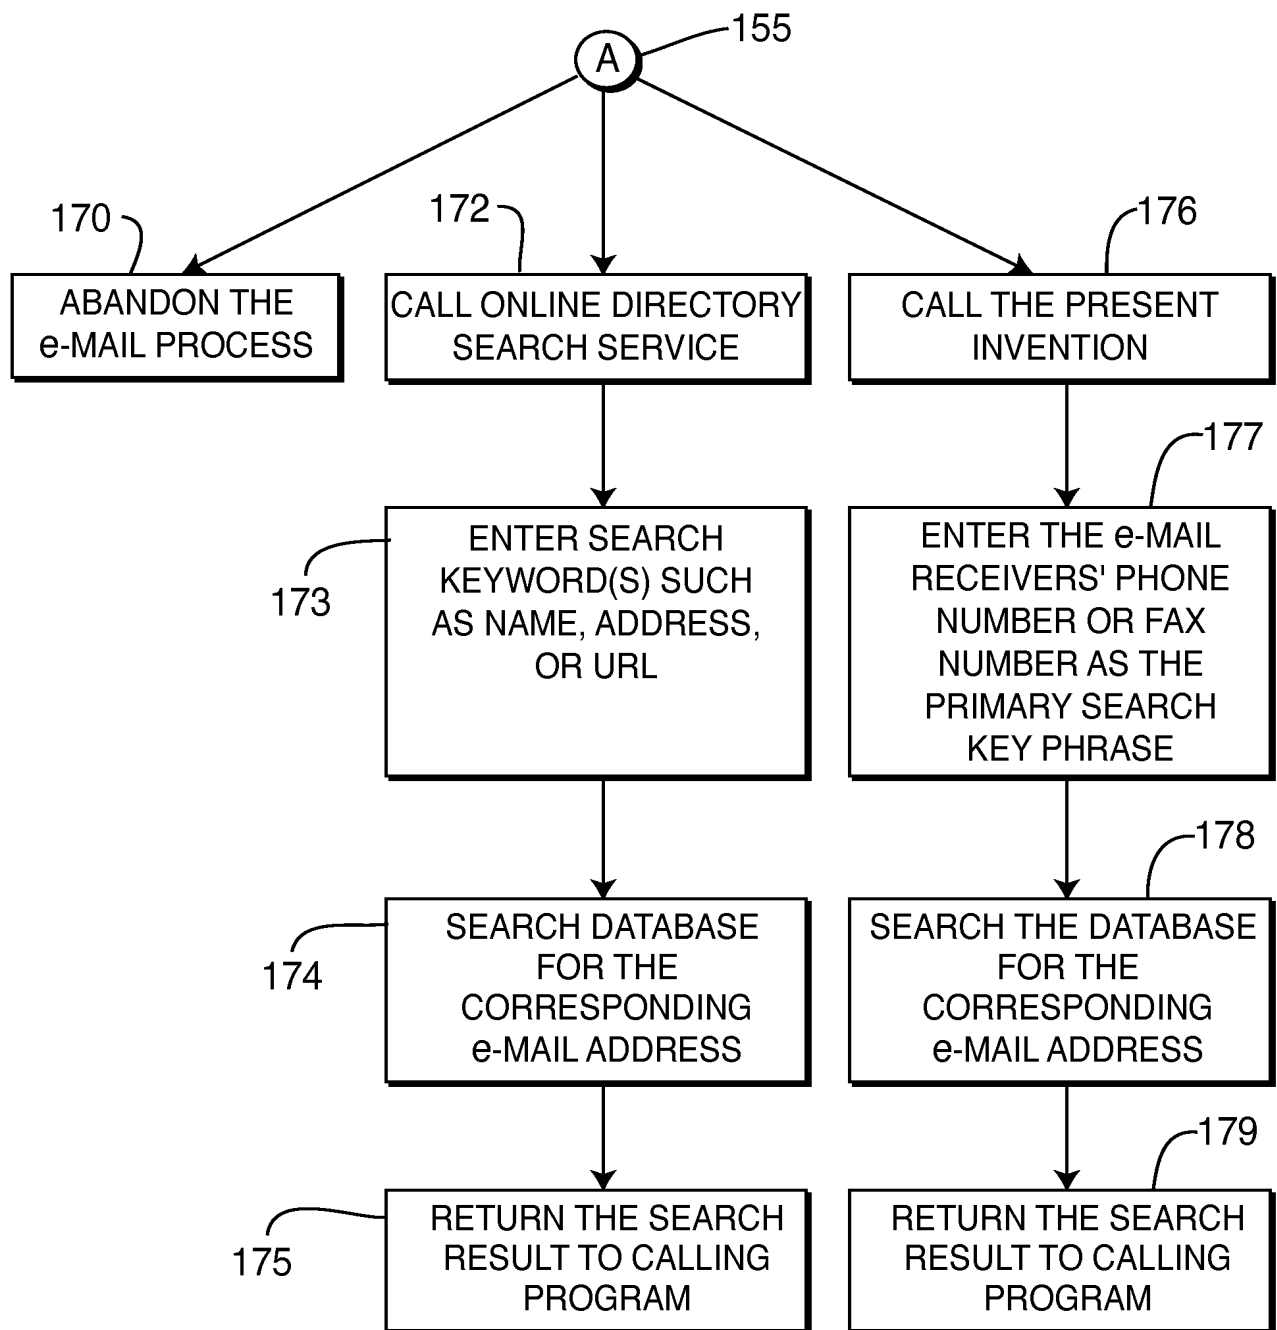 A
155
170
ABANDON THE
e-MAIL PROCESS
172
CALL ONLINE DIRECTORY
SEARCH SERVICE
176
CALL THE PRESENT
INVENTION
173
ENTER SEARCH
KEYWORD(S) SUCH
AS NAME, ADDRESS,
OR URL
177
ENTER THE e-MAIL
RECEIVERS' PHONE
NUMBER OR FAX
NUMBER AS THE
PRIMARY SEARCH
KEY PHRASE
174
SEARCH DATABASE
FOR THE
CORRESPONDING
e-MAIL ADDRESS
178
SEARCH THE DATABASE
FOR THE
CORRESPONDING
e-MAIL ADDRESS
175
RETURN THE SEARCH
RESULT TO CALLING
PROGRAM
179
RETURN THE SEARCH
RESULT TO CALLING
PROGRAM